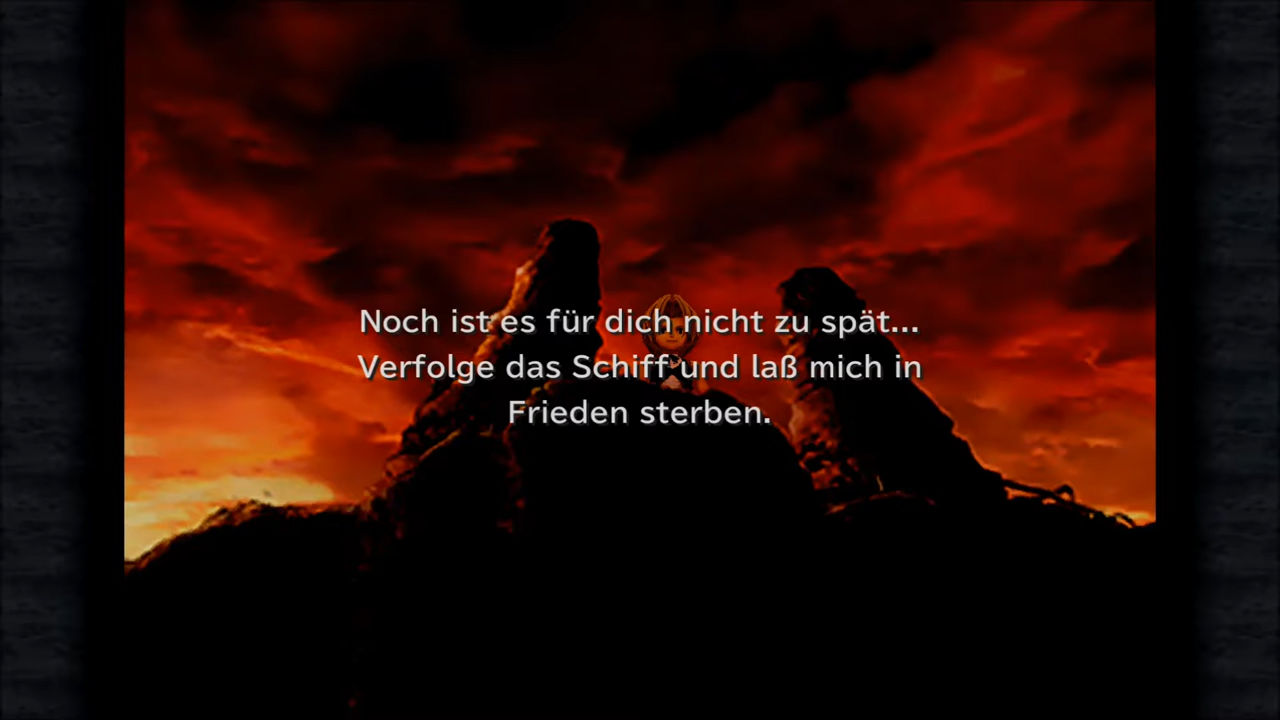 Noch ist es für dich nicht zu spät...
Verfolge das Schiff und laß mich in
Frieden sterben.